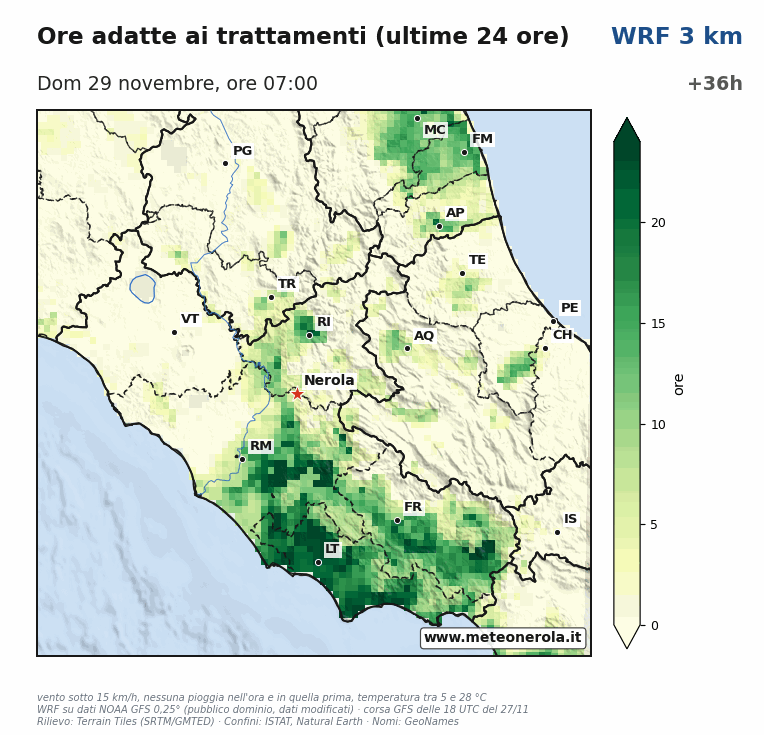 Ore adatte ai trattamenti (ultime 24 ore)
WRF 3 km
Dom 29 novembre, ore 07:00
+36h
MC
FM
PG
AP
TE
TR
PE
VT
RI
AQ
CH
Nerola
RM
FR
IS
LT
www.meteonerola.it
20
15
10
5
0
ore
vento sotto 15 km/h, nessuna pioggia nell'ora e in quella prima, temperatura tra 5 e 28 °C
WRF su dati NOAA GFS 0,25° (pubblico dominio, dati modificati) · corsa GFS delle 18 UTC del 27/11
Rilievo: Terrain Tiles (SRTM/GMTED) · Confini: ISTAT, Natural Earth · Nomi: GeoNames